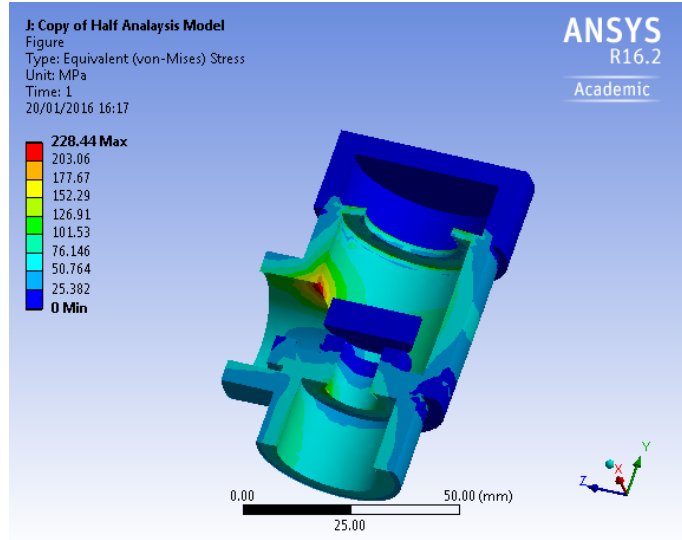 J: Copy of Half Analaysis Model
Figure
Type: Equivalent (von-Mises) Stress
Unit: MPa
Time: 1
20/01/2016 16:17
228.44 Max
203.06
177.67
152.29
126.91
101.53
76.146
50.764
25.382
0 Min
ANSYS
R16.2
Academic
0.00
50.00 (mm)
25.00
Y
X
Z